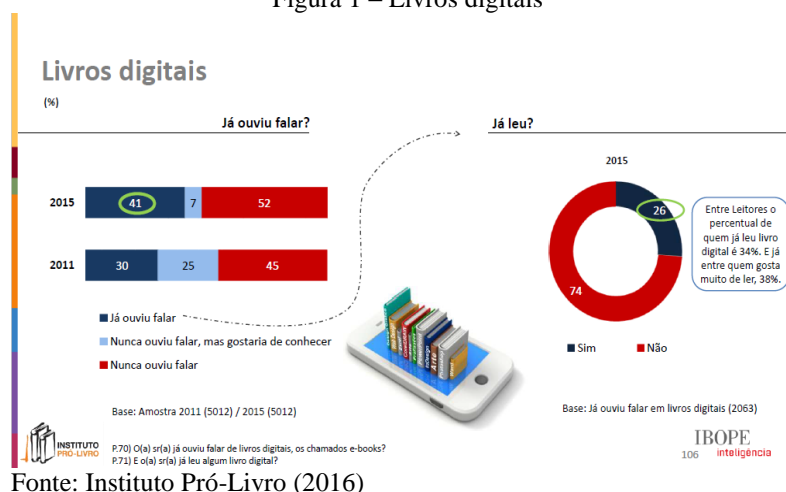 Figura 1 – Livros digitais
Livros digitais
(%)
Já ouviu falar?
2015
41
7
52
2011
30
25
45
Já ouviu falar
Nunca ouviu falar, mas gostaria de conhecer
Nunca ouviu falar
Base: Amostra 2011 (5012) / 2015 (5012)
Já leu?
2015
26
74
Entre Leitores o
percentual de
quem já leu livro
digital é 34%. E já
entre quem gosta
muito de ler, 38%.
Sim
Não
Base: Já ouviu falar em livros digitais (2063)
INSTITUTO
PRÓ-LIVRO
P.70) O(a) sr(a) já ouviu falar de livros digitais, os chamados e-books?
P.71) E o(a) sr(a) já leu algum livro digital?
106
IBOPE
inteligência
Fonte: Instituto Pró-Livro (2016)